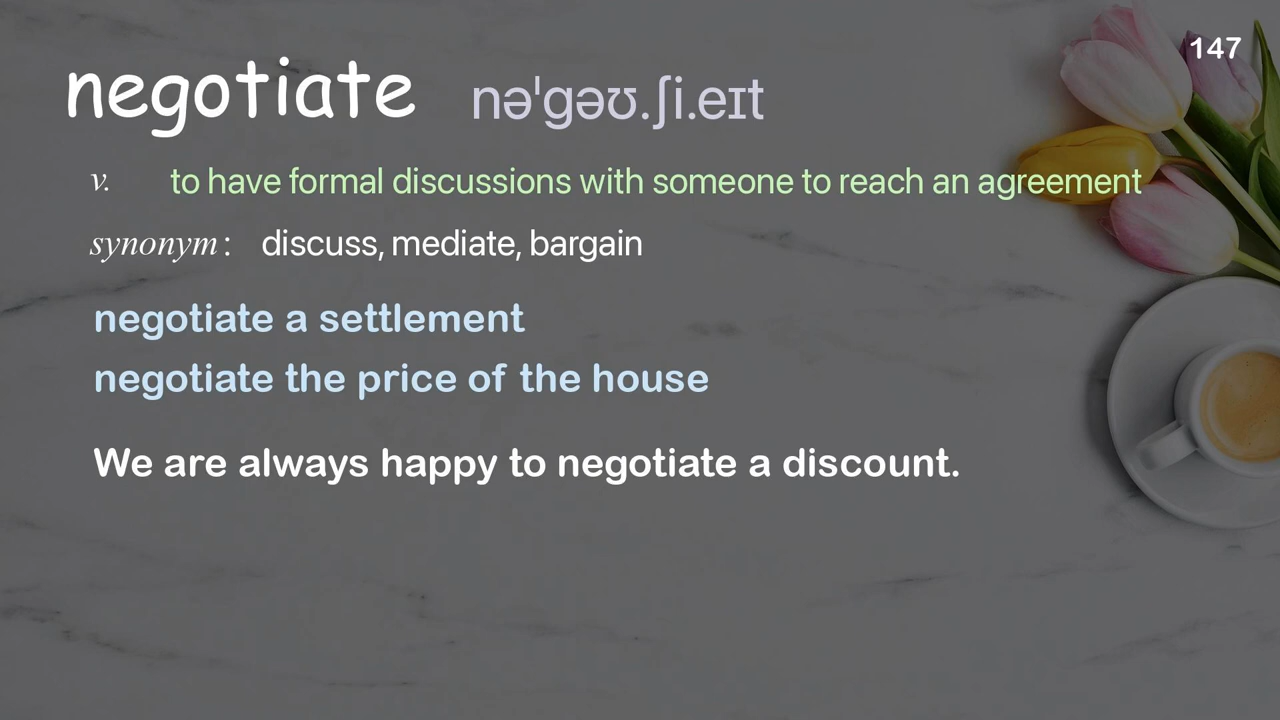 147
negotiate nəˈɡəʊ.ʃi.eɪt
v. to have formal discussions with someone to reach an agreement
synonym: discuss, mediate, bargain
negotiate a settlement
negotiate the price of the house
We are always happy to negotiate a discount.